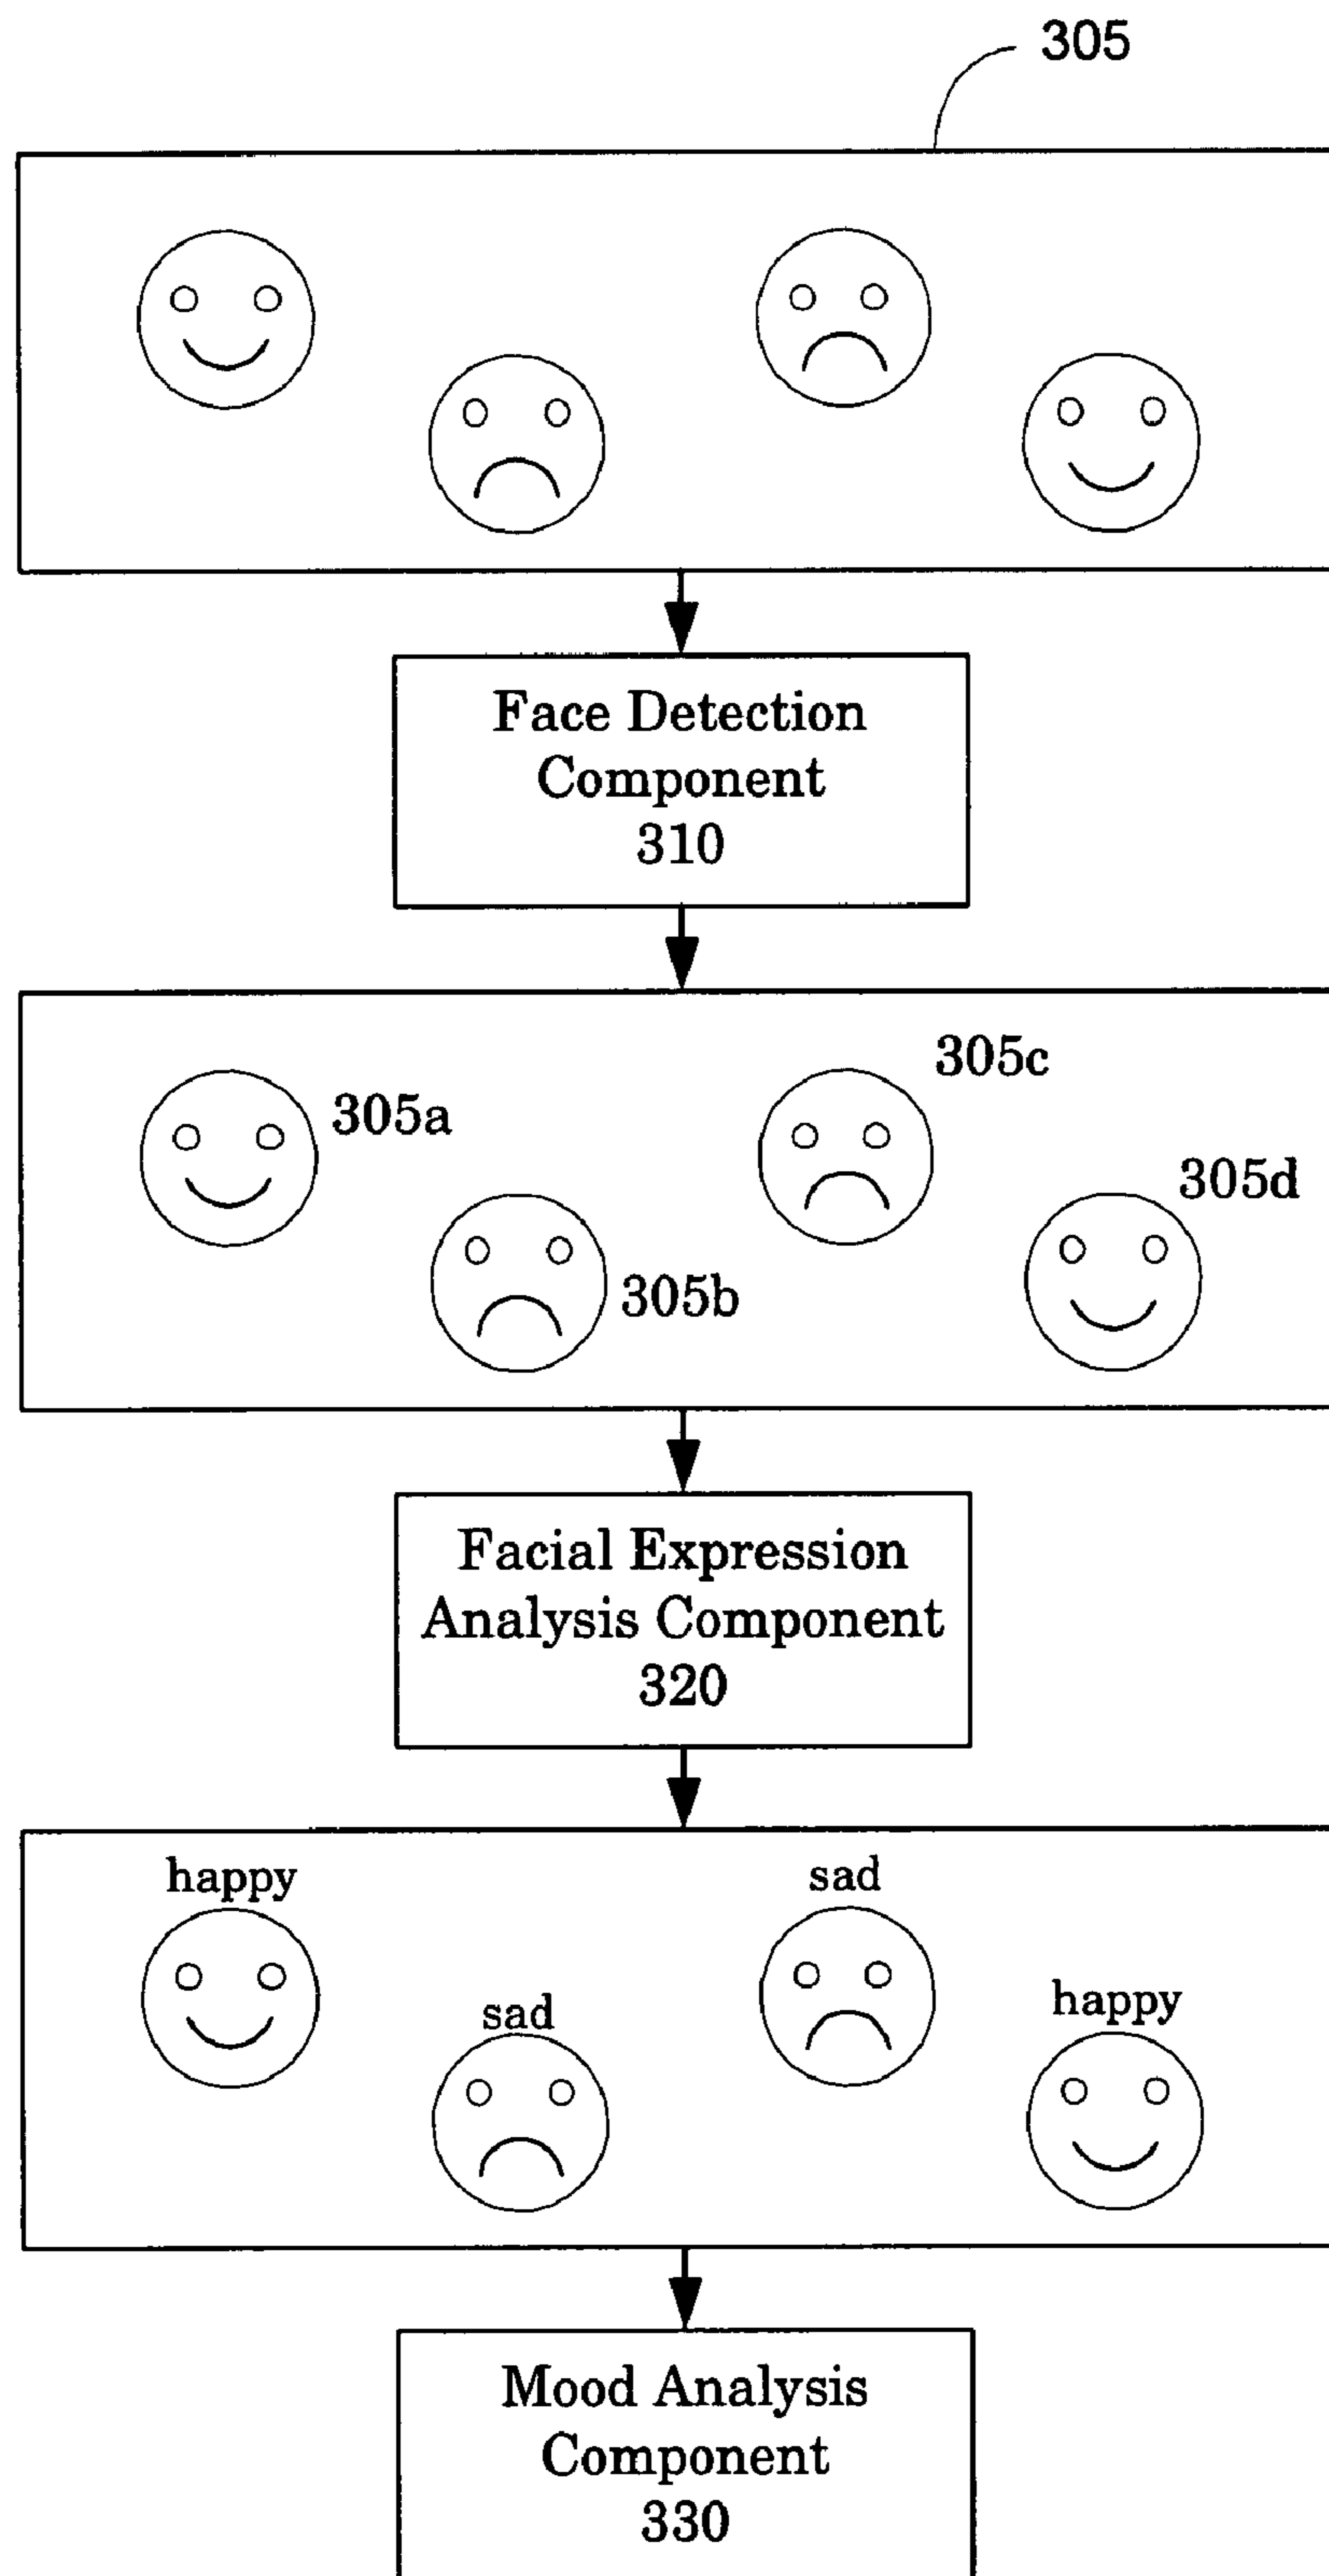 305
Face Detection
Component
310
305c
305a
305d
305b
Facial Expression
Analysis Component
320
happy
sad
sad
happy
Mood Analysis
Component
330